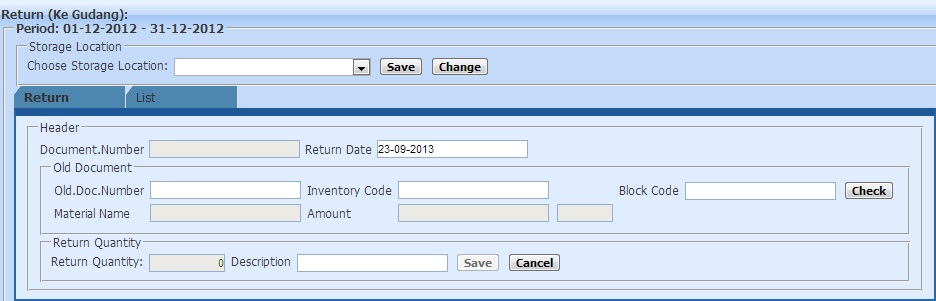 Return (Ke Gudang):
Period: 01-12-2012 - 31-12-2012
Storage Location
Choose Storage Location: Save Change
Return List
Header
Document.Number Return Date 23-09-2013
Old Document
Old.Doc.Number Inventory Code Block Code Check
Material Name Amount
Return Quantity
Return Quantity: 0 Description Save Cancel